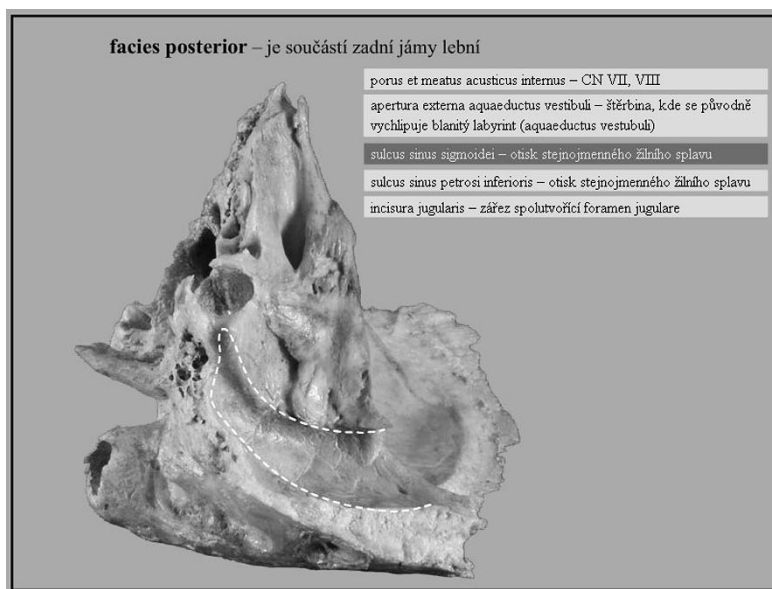 facies posterior – je součástí zadní jámy lební
porus et meatus acusticus internus – CN VII, VIII
apertura externa aquaeductus vestibuli – štěrbina, kde se původně
vychlipuje blanitý labyrint (aquaeductus vestubuli)
sulcus sinus sigmoidei – otisk stejnojmenného žilního splavu
sulcus sinus petrosi inferioris – otisk stejnojmenného žilního splavu
incisura jugularis – zářez spolutvořící foramen jugulare